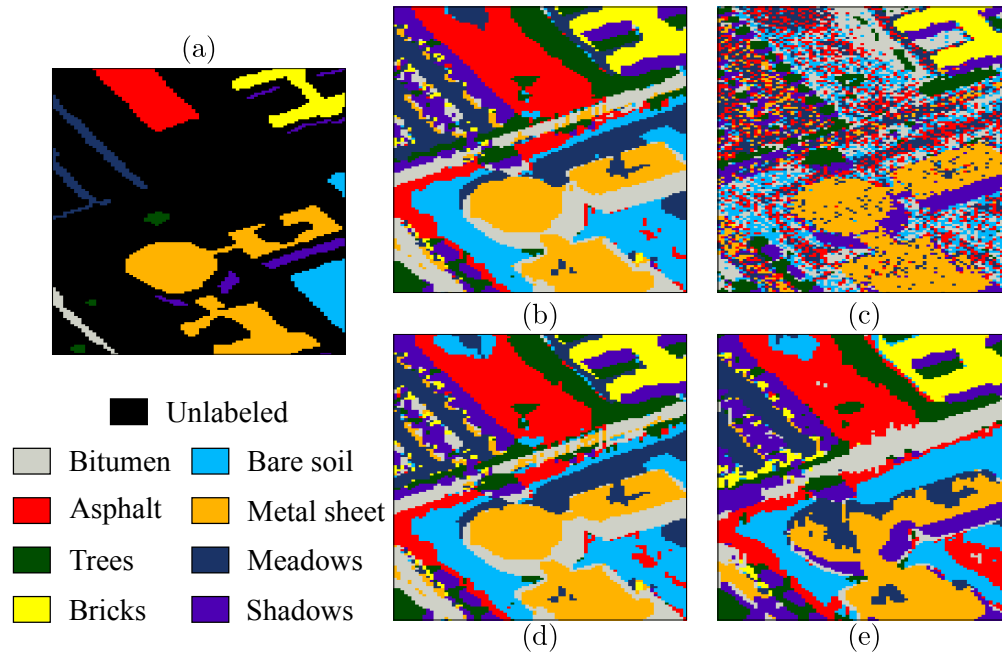 (a)
(b)
(c)
(d)
(e)
Unlabeled
Bitumen
Bare soil
Asphalt
Metal sheet
Trees
Meadows
Bricks
Shadows